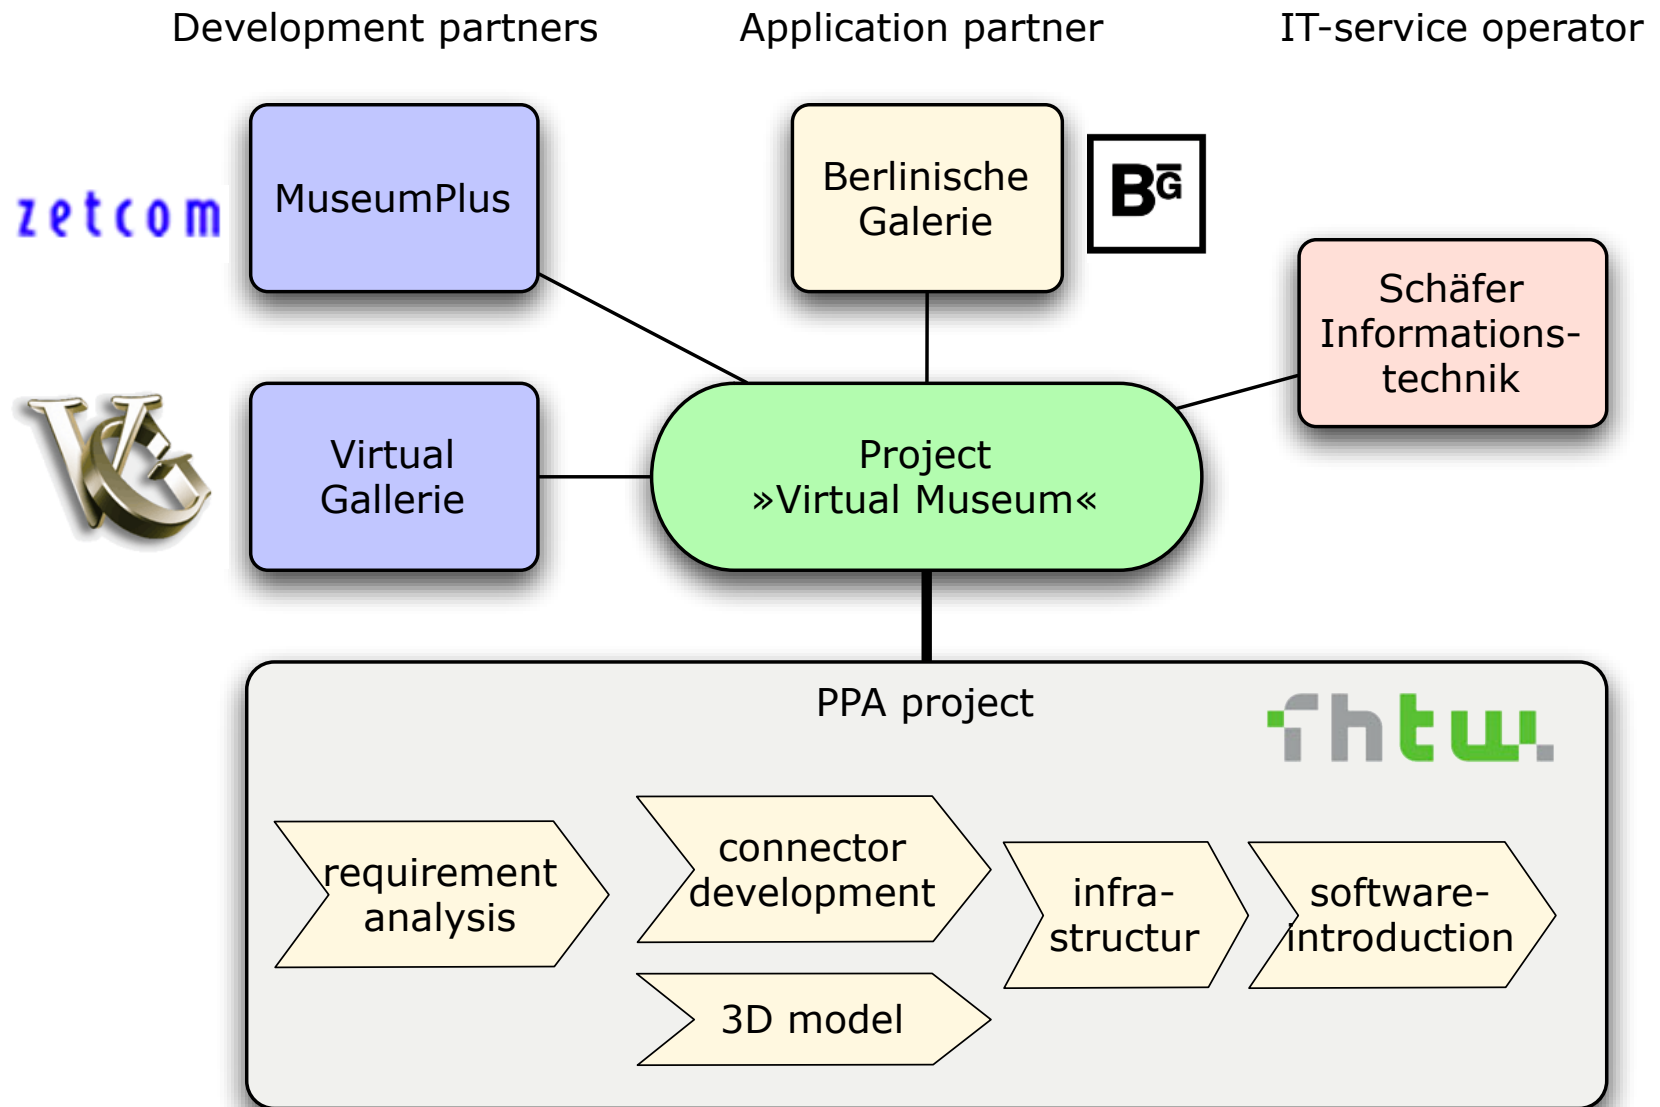 Development partners
Application partner
IT-service operator
zetcom
MuseumPlus
Berlinische
Galerie
BG
Schäfer
Informations-
technik
VG
Virtual
Gallerie
Project
»Virtual Museum«
PPA project
fhtw
requirement
analysis
connector
development
3D model
infra-
structur
software-
introduction